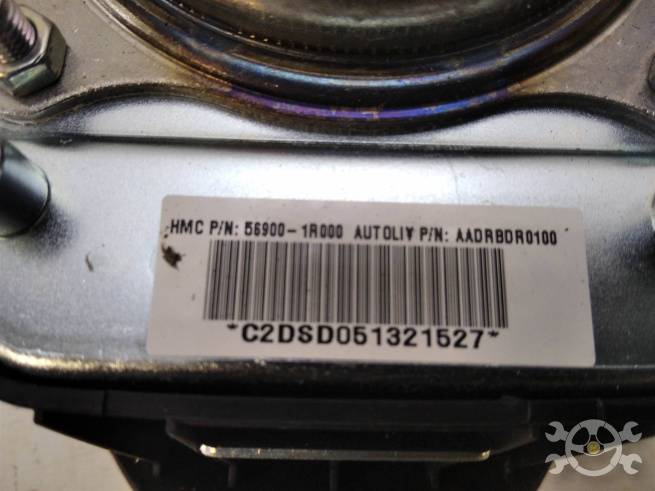 HMC P/N: 56900-1R000 AUTOLIV P/N: AADRBDR0100
*C2DSD051321527*